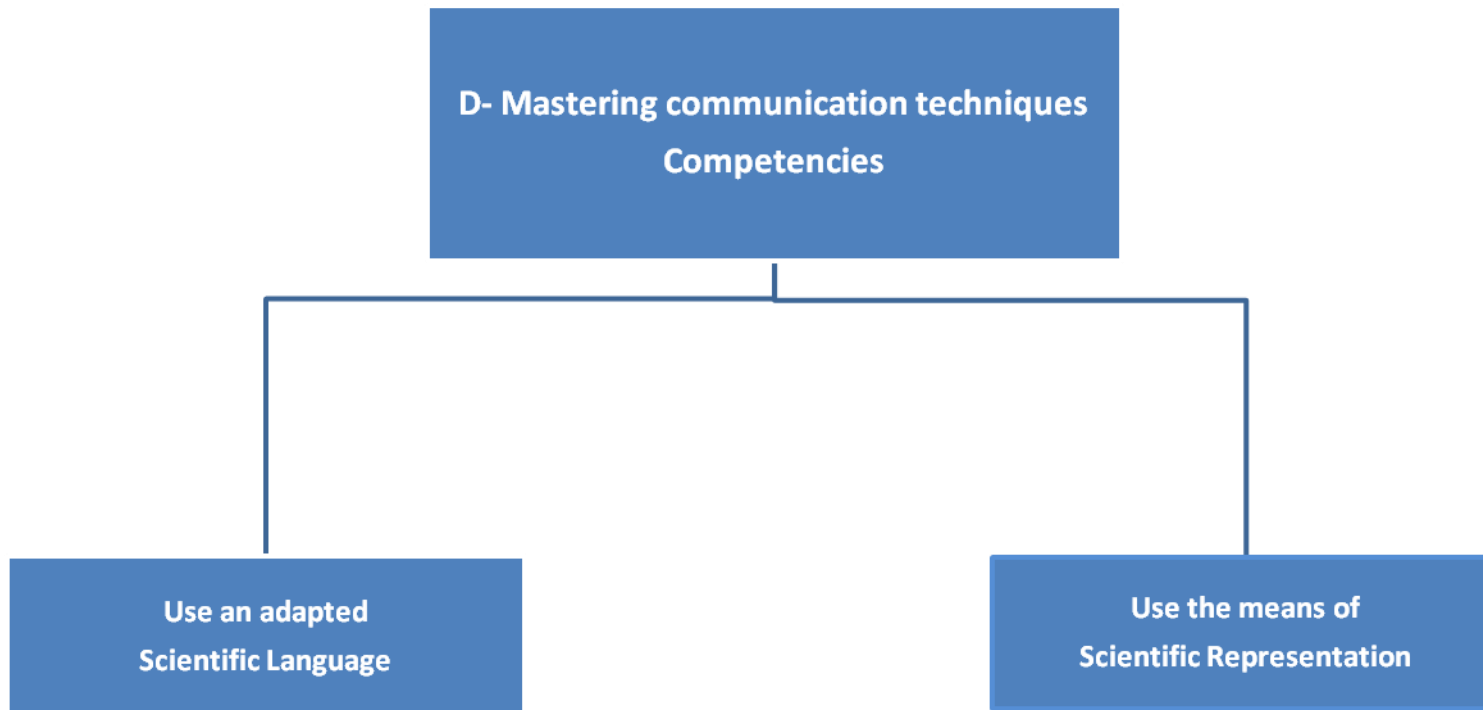 D- Mastering communication techniques
Competencies
Use an adapted
Scientific Language
Use the means of
Scientific Representation